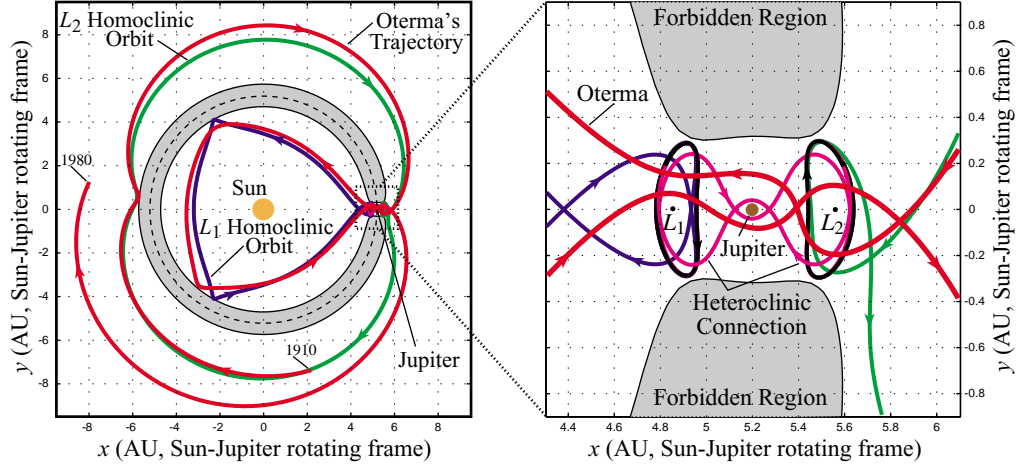 L2 Homoclinic
Orbit
Oterma's
Trajectory
1980
Sun
L1 Homoclinic
Orbit
1910
Jupiter
8
6
4
2
0
-2
-4
-6
-8
-8 -6 -4 -2 0 2 4 6 8
y (AU, Sun-Jupiter rotating frame)
x (AU, Sun-Jupiter rotating frame)
Forbidden Region
Oterma
L1
Jupiter
L2
Heteroclinic
Connection
Forbidden Region
0.8
0.6
0.4
0.2
0
-0.2
-0.4
-0.6
-0.8
4.4 4.6 4.8 5 5.2 5.4 5.6 5.8 6
y (AU, Sun-Jupiter rotating frame)
x (AU, Sun-Jupiter rotating frame)